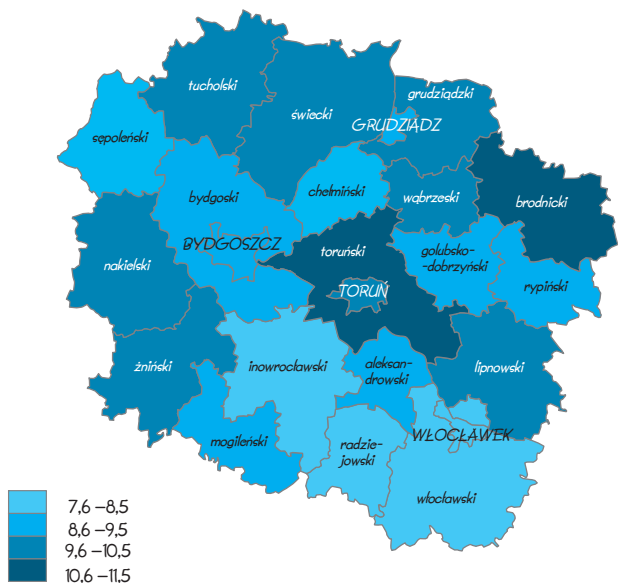 tucholski
grudziądzki
świecki
GRUDZIĄDZ
sępoleński
chełmiński
bydgoski
wąbrzeski
brodnicki
BYDGOSZCZ
toruński
golubsko-
-dobrzyński
nakielski
TORUŃ
rypiński
żniński
inowrocławski
aleksan-
drowski
lipnowski
mogileński
radzie-
jowski
WŁOCŁAWEK
włocławski
7,6 –8,5
8,6 –9,5
9,6 –10,5
10,6 –11,5